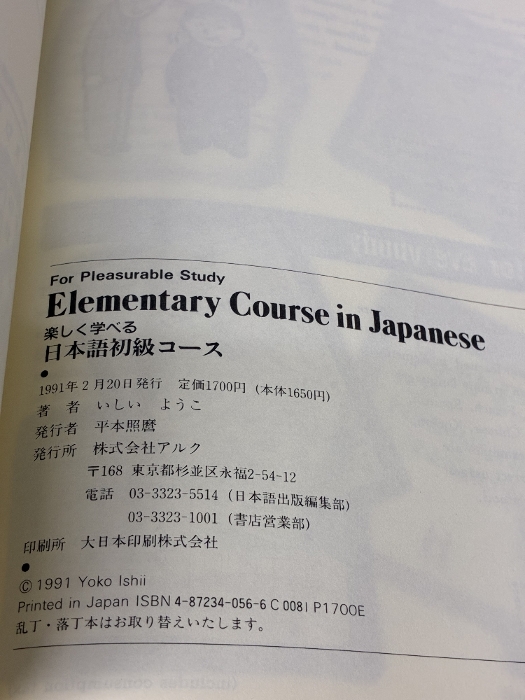 For Pleasurable Study
Elementary Course in Japanese
楽しく学べる
日本語初級コース
●
1991年2月20日発行 定価1700円 (本体1650円)
著者 いしい ようこ
発行者 平本照麿
発行所 株式会社アルク
〒168 東京都杉並区永福2-54-12
電話 03-3323-5514 (日本語出版編集部)
03-3323-1001 (書店営業部)
印刷所 大日本印刷株式会社
●
© 1991 Yoko Ishii
Printed in Japan ISBN 4-87234-056-6 C 0081 P1700E
乱丁・落丁本はお取り替えいたします。